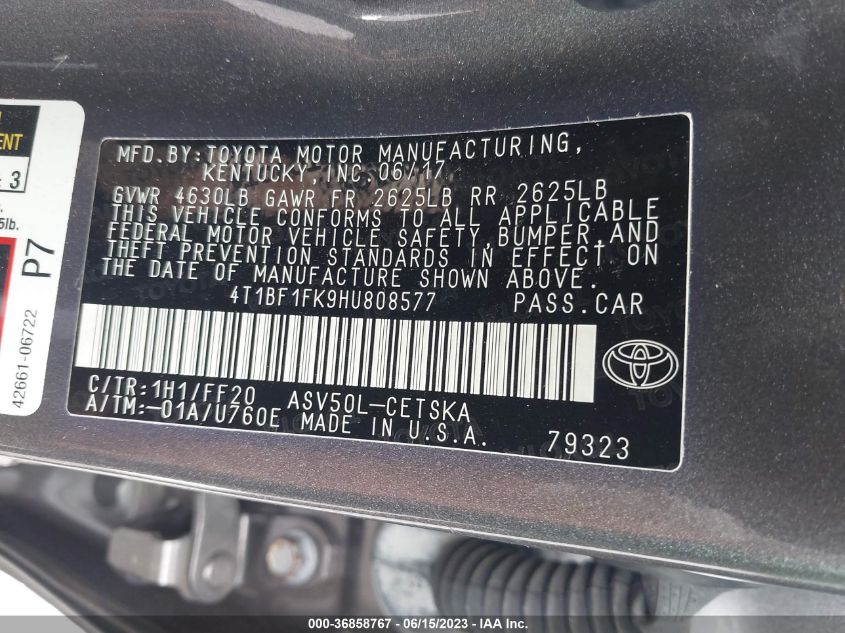 MFD. BY: TOYOTA MOTOR MANUFACTURING,
KENTUCKY, INC. 06/17
GVWR 4630LB GAWR FR 2625LB RR 2625LB
THIS VEHICLE CONFORMS TO ALL APPLICABLE
FEDERAL MOTOR VEHICLE SAFETY, BUMPER, AND
THEFT PREVENTION STANDARDS IN EFFECT ON
THE DATE OF MANUFACTURE SHOWN ABOVE.
4T1BF1FK9HU808577 PASS.CAR
C/TR: 1H1/FF20 ASV50L-CETSKA
A/TM: -01A/U760E MADE IN U.S.A. 79323
3
5lb.
P7
42661-06722
000-36858767 - 06/15/2023 - © IAA Inc.